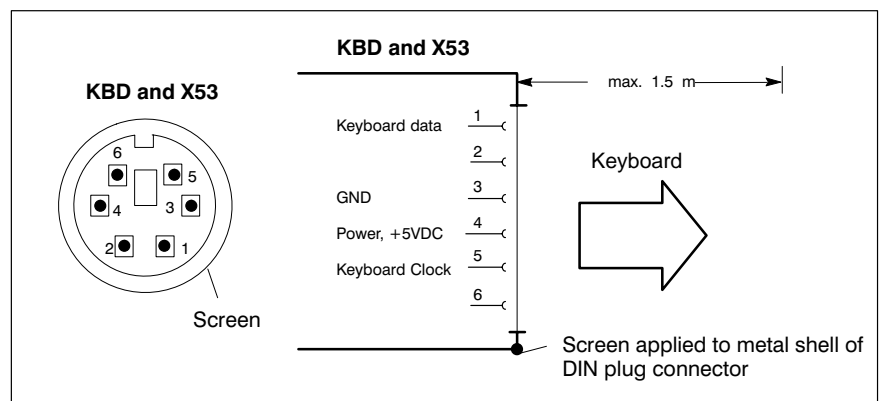 KBD and X53
KBD and X53
max. 1.5 m
6
5
4
3
2
1
Screen
Keyboard data 1
2
GND 3
Power, +5VDC 4
Keyboard Clock 5
6
Keyboard
Screen applied to metal shell of
DIN plug connector